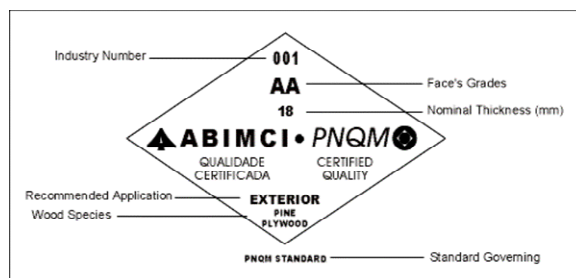 Industry Number
001
AA
Face's Grades
18
Nominal Thickness (mm)
ABIMCI • PNQM
QUALIDADE CERTIFIED
CERTIFICADA QUALITY
Recommended Application
EXTERIOR
Wood Species
PINE
PLYWOOD
PNQM STANDARD
Standard Governing